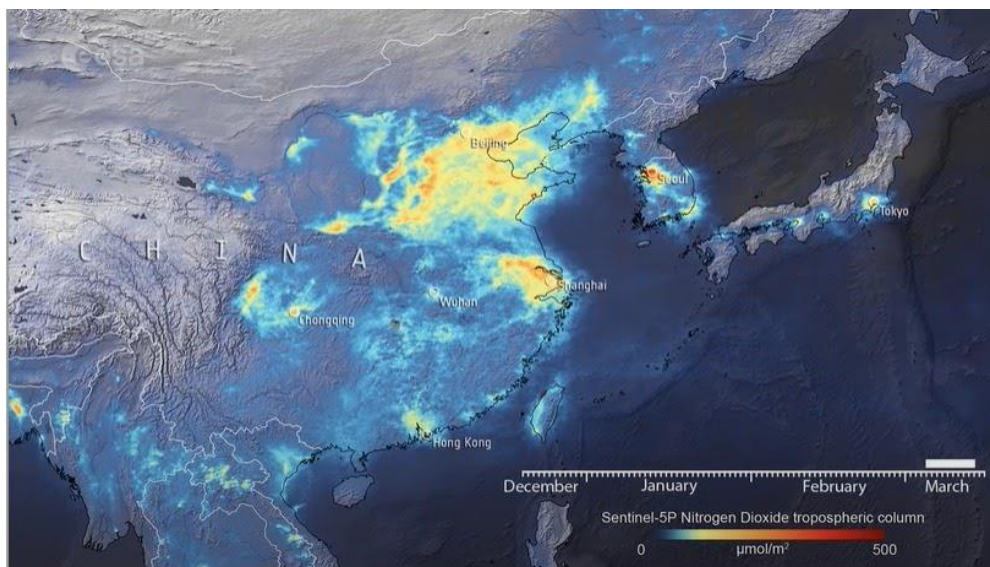 esa
Beijing
Seoul
Tokyo
CHINA
Shanghai
Wuhan
Chongqing
Hong Kong
December January February March
Sentinel-5P Nitrogen Dioxide tropospheric column
0 μmol/m² 500